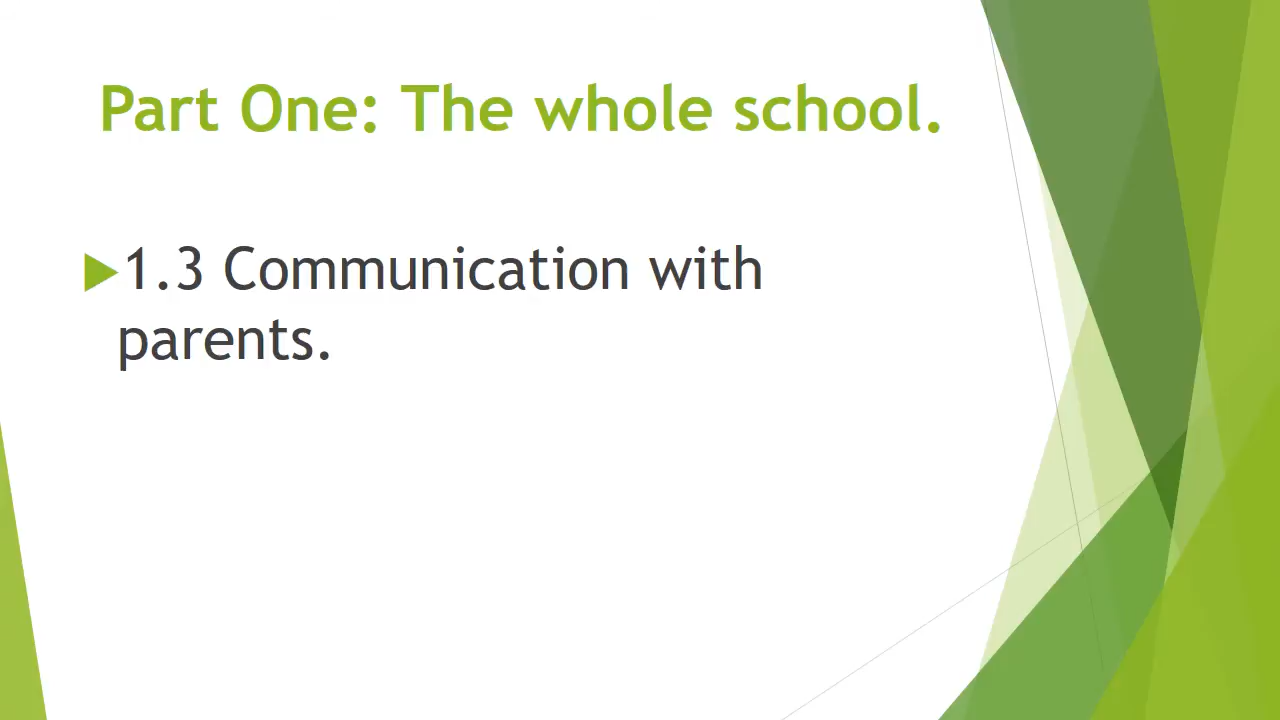 Part One: The whole school.
1.3 Communication with
parents.